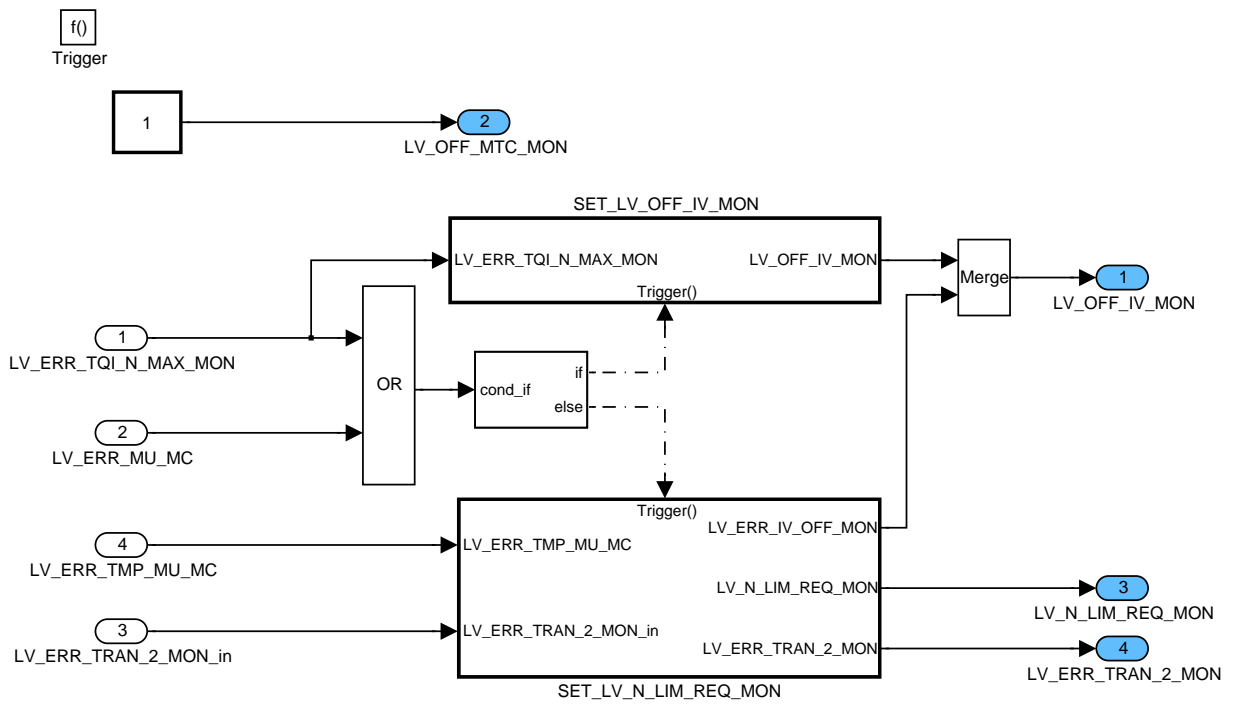 f()
Trigger
1
2
LV_OFF_MTC_MON
SET_LV_OFF_IV_MON
LV_ERR_TQI_N_MAX_MON
LV_OFF_IV_MON
Trigger()
Merge
1
LV_OFF_IV_MON
1
LV_ERR_TQI_N_MAX_MON
OR
cond_if
if
else
2
LV_ERR_MU_MC
Trigger()
LV_ERR_IV_OFF_MON
4
LV_ERR_TMP_MU_MC
LV_ERR_TMP_MU_MC
LV_N_LIM_REQ_MON
3
LV_N_LIM_REQ_MON
3
LV_ERR_TRAN_2_MON_in
LV_ERR_TRAN_2_MON_in
LV_ERR_TRAN_2_MON
4
LV_ERR_TRAN_2_MON
SET_LV_N_LIM_REQ_MON